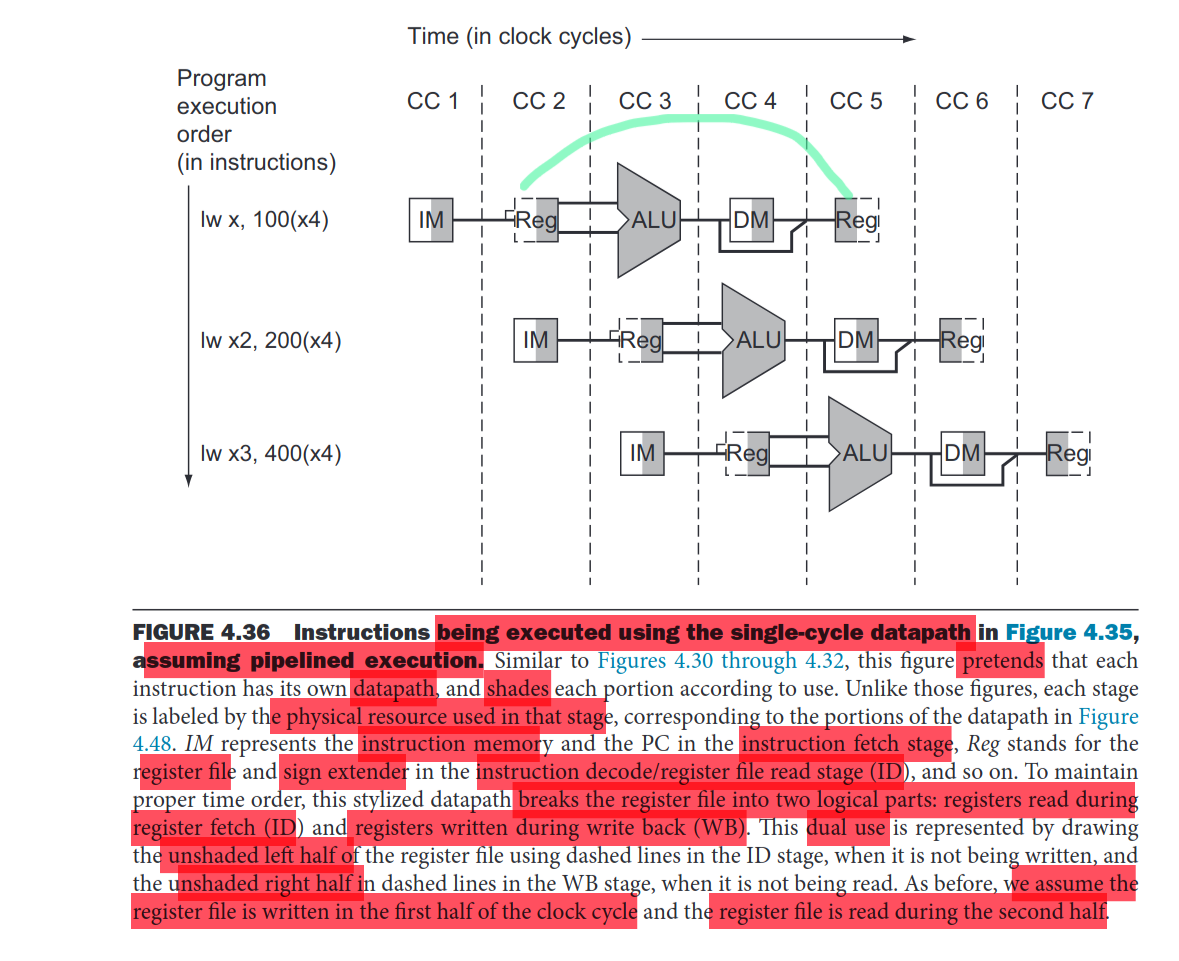 Time (in clock cycles)
Program
execution
order
(in instructions)
CC 1 CC 2 CC 3 CC 4 CC 5 CC 6 CC 7
lw x, 100(x4) IM Reg ALU DM Reg
lw x2, 200(x4) IM Reg ALU DM Reg
lw x3, 400(x4) IM Reg ALU DM Reg
FIGURE 4.36 Instructions being executed using the single-cycle datapath in Figure 4.35,
assuming pipelined execution. Similar to Figures 4.30 through 4.32, this figure pretends that each
instruction has its own datapath, and shades each portion according to use. Unlike those figures, each stage
is labeled by the physical resource used in that stage, corresponding to the portions of the datapath in Figure
4.48. IM represents the instruction memory and the PC in the instruction fetch stage, Reg stands for the
register file and sign extender in the instruction decode/register file read stage (ID), and so on. To maintain
proper time order, this stylized datapath breaks the register file into two logical parts: registers read during
register fetch (ID) and registers written during write back (WB). This dual use is represented by drawing
the unshaded left half of the register file using dashed lines in the ID stage, when it is not being written, and
the unshaded right half in dashed lines in the WB stage, when it is not being read. As before, we assume the
register file is written in the first half of the clock cycle and the register file is read during the second half.